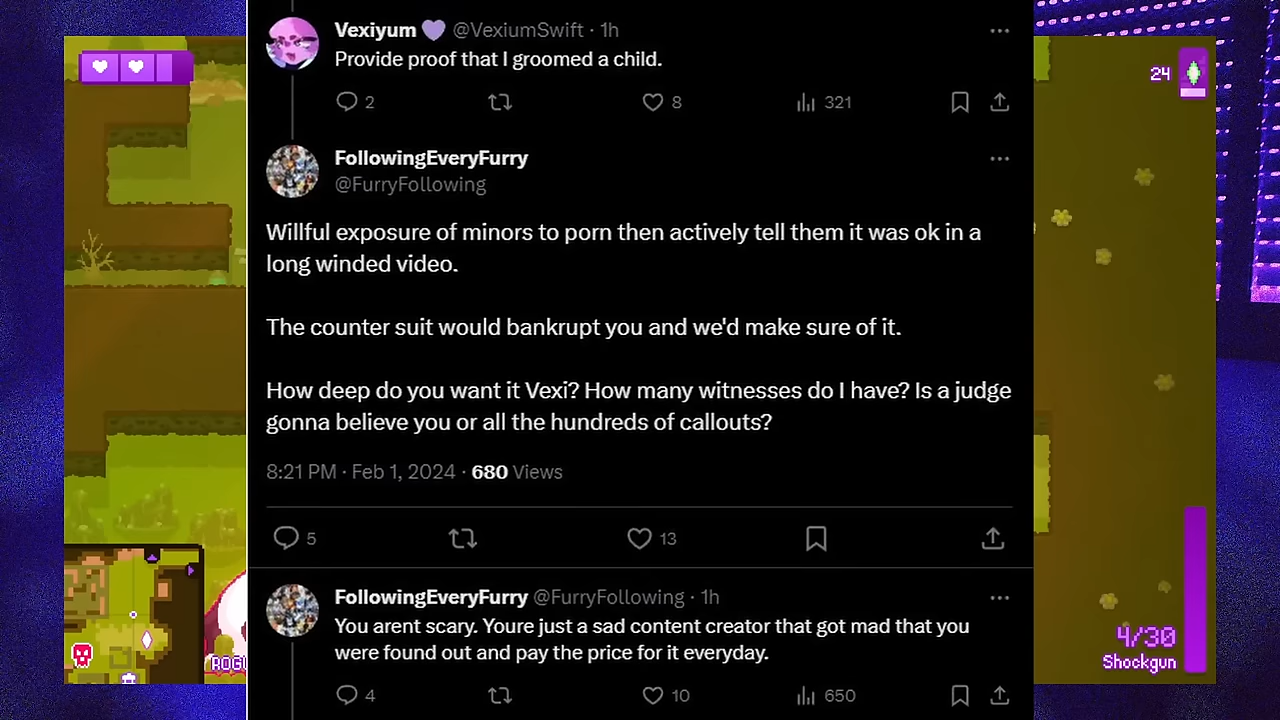 Vexiyum 💜 @VexiumSwift · 1h
Provide proof that I groomed a child.
2 8 321
24
FollowingEveryFurry
@FurryFollowing
Willful exposure of minors to porn then actively tell them it was ok in a
long winded video.
The counter suit would bankrupt you and we'd make sure of it.
How deep do you want it Vexi? How many witnesses do I have? Is a judge
gonna believe you or all the hundreds of callouts?
8:21 PM · Feb 1, 2024 · 680 Views
5 13
FollowingEveryFurry @FurryFollowing · 1h
You arent scary. Youre just a sad content creator that got mad that you
were found out and pay the price for it everyday.
4 10 650
4/30
Shockgun